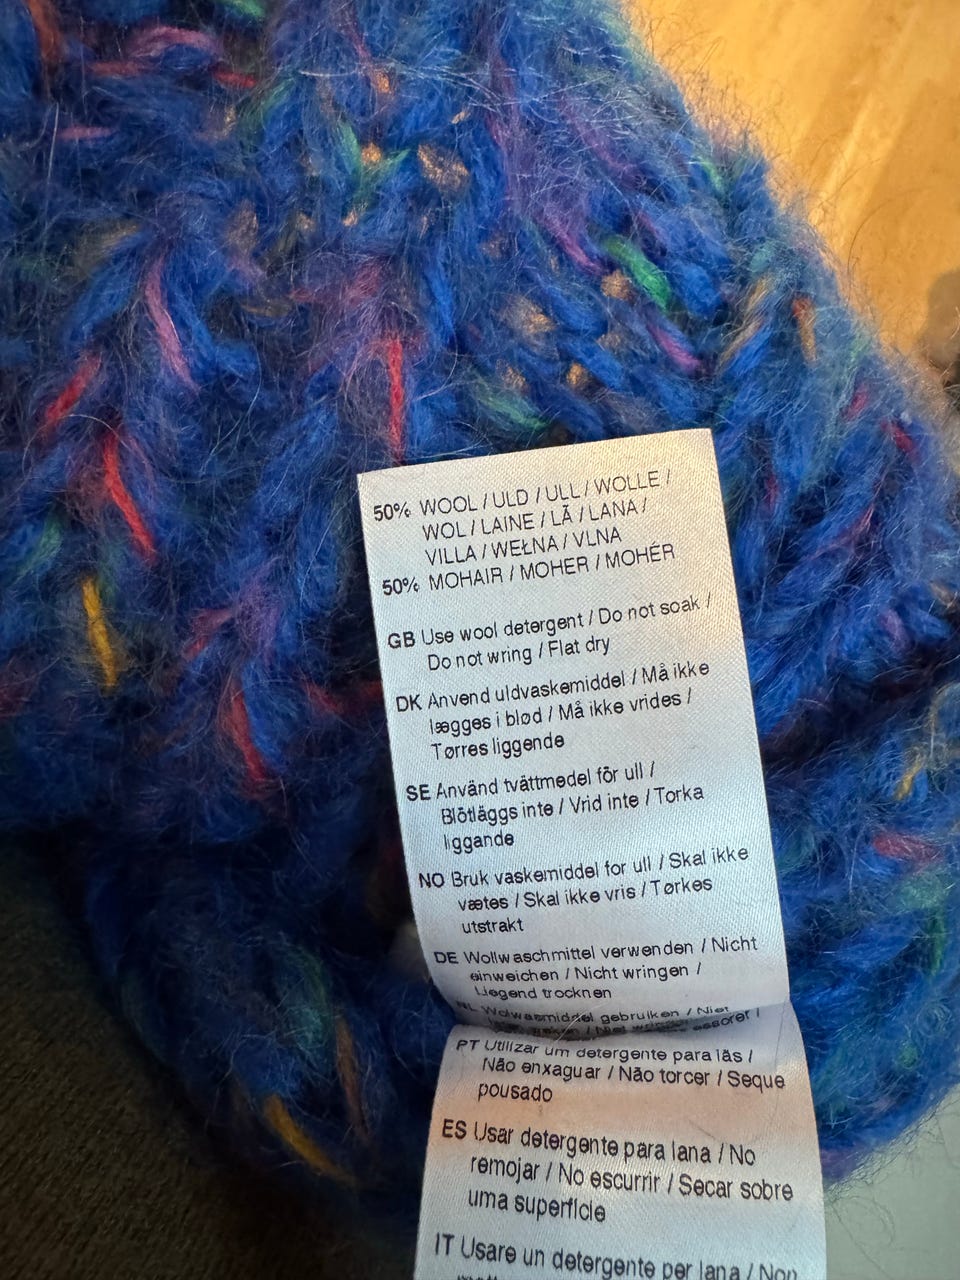 50% WOOL / ULD / ULL / WOLLE /
WOL / LAINE / LÃ / LANA /
VILLA / WEŁNA / VLNA
50% MOHAIR / MOHER / MOHÉR
GB Use wool detergent / Do not soak /
Do not wring / Flat dry
DK Anvend uldvaskemiddel / Må ikke
lægges i blød / Må ikke vrides /
Tørres liggende
SE Använd tvättmedel för ull /
Blötläggs inte / Vrid inte / Torka
liggande
NO Bruk vaskemiddel for ull / Skal ikke
vætes / Skal ikke vris / Tørkes
utstrakt
DE Wollwaschmittel verwenden / Nicht
einweichen / Nicht wringen /
Liegend trocknen
NL Wolwasmiddel gebruiken / Niet
/ Niet
PT Utilizar um detergente para lãs /
Não enxaguar / Não torcer / Seque
pousado
ES Usar detergente para lana / No
remojar / No escurrir / Secar sobre
uma superficie
IT Usare un detergente per lana / Non